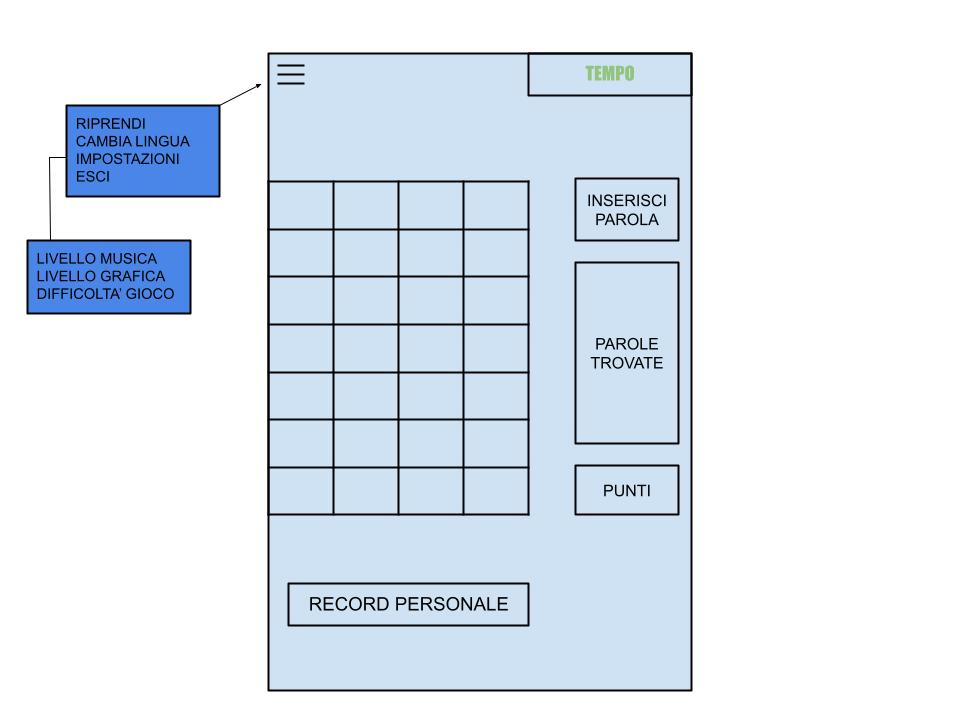 TEMPO
RIPRENDI
CAMBIA LINGUA
IMPOSTAZIONI
ESCI
LIVELLO MUSICA
LIVELLO GRAFICA
DIFFICOLTA' GIOCO
INSERISCI
PAROLA
PAROLE
TROVATE
PUNTI
RECORD PERSONALE